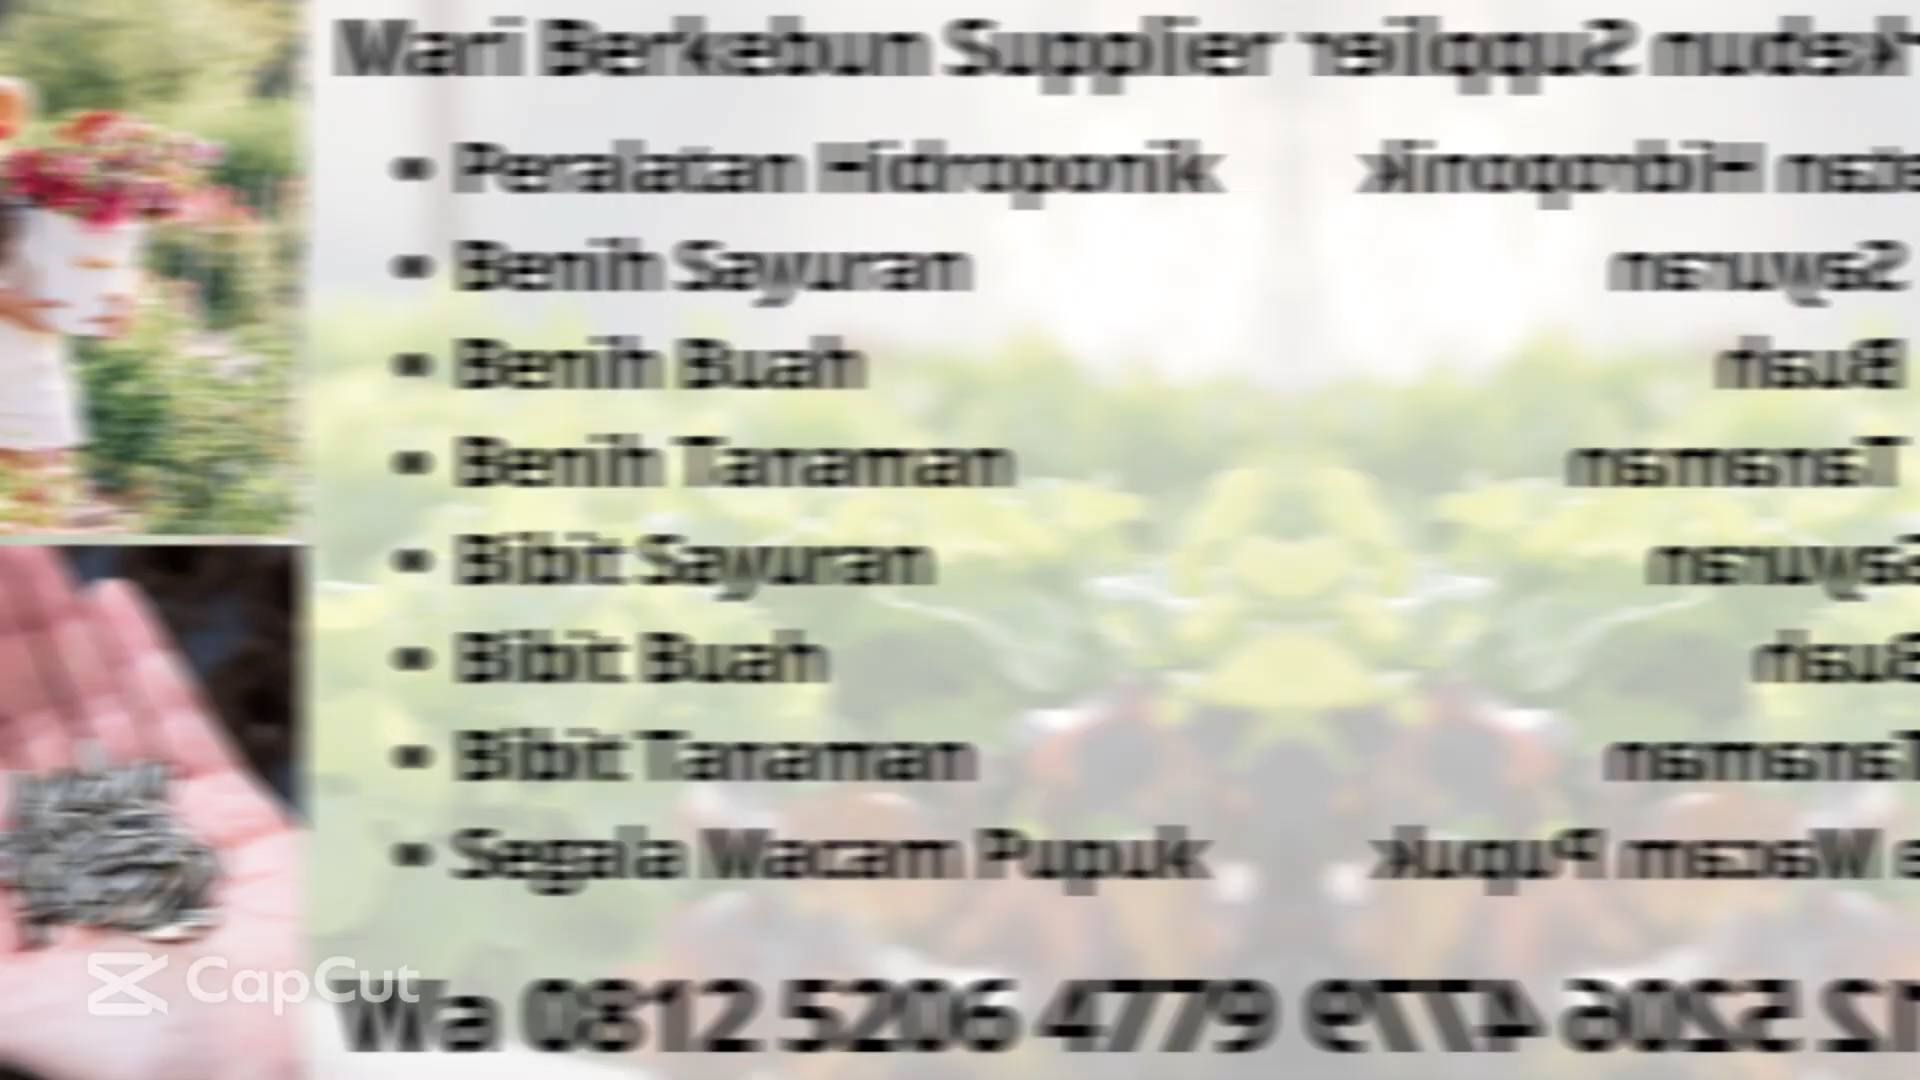 Wari Berkebun Supplier
• Peralatan Hidroponik
• Benih Sayuran
• Benih Buah
• Benih Tanaman
• Bibit Sayuran
• Bibit Buah
• Bibit Tanaman
• Segala Macam Pupuk
Wa 0812 5206 4779
CapCut